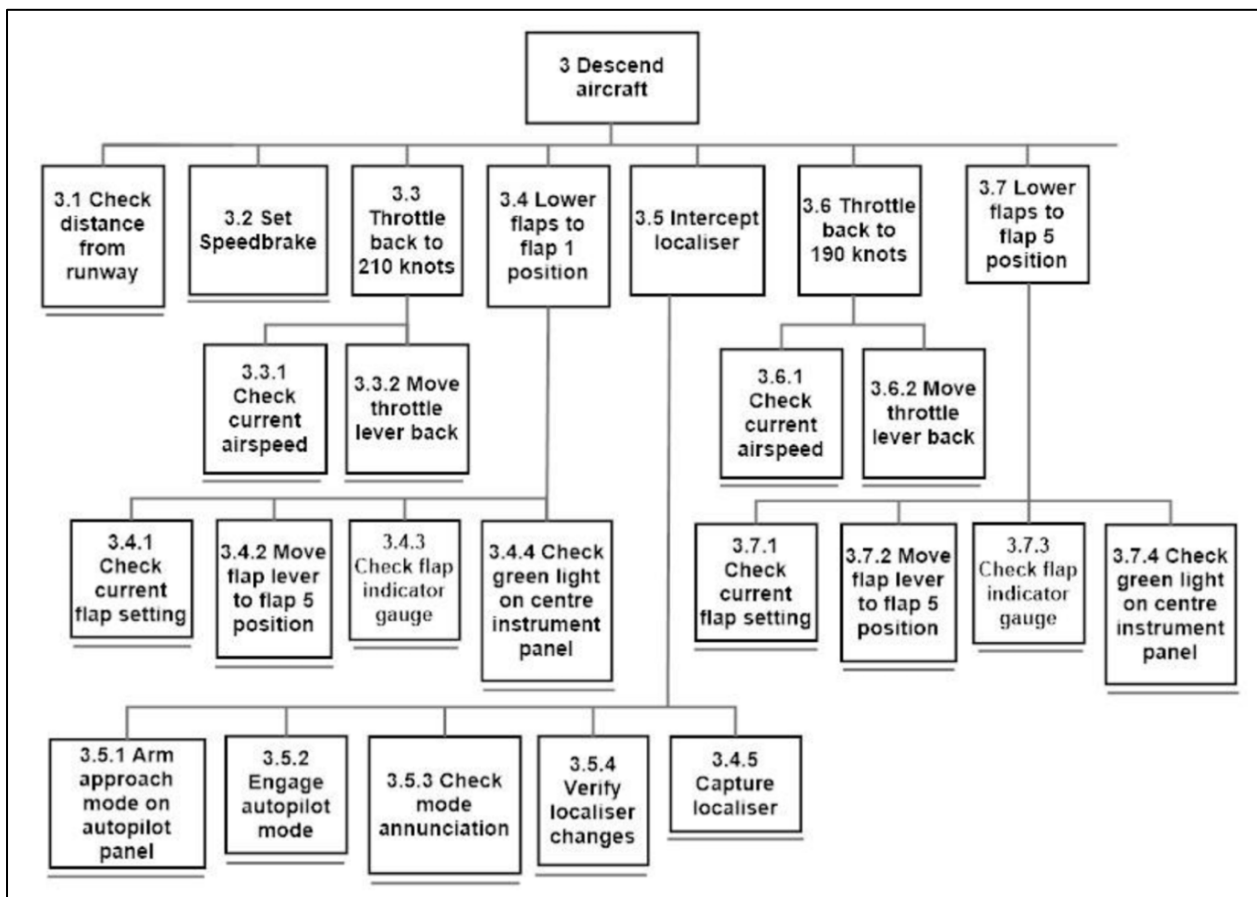 3 Descend
aircraft
3.1 Check
distance
from
runway
3.2 Set
Speedbrake
3.3
Throttle
back to
210 knots
3.4 Lower
flaps to
flap 1
position
3.5 Intercept
localiser
3.6 Throttle
back to
190 knots
3.7 Lower
flaps to
flap 5
position
3.3.1
Check
current
airspeed
3.3.2 Move
throttle
lever back
3.6.1
Check
current
airspeed
3.6.2 Move
throttle
lever back
3.4.1
Check
current
flap setting
3.4.2 Move
flap lever
to flap 5
position
3.4.3
Check flap
indicator
gauge
3.4.4 Check
green light
on centre
instrument
panel
3.7.1
Check
current
flap setting
3.7.2 Move
flap lever to
flap 5
position
3.7.3
Check flap
indicator
gauge
3.7.4 Check
green light
on centre
instrument
panel
3.5.1 Arm
approach
mode on
autopilot
panel
3.5.2
Engage
autopilot
mode
3.5.3 Check
mode
annunciation
3.5.4
Verify
localiser
changes
3.4.5
Capture
localiser